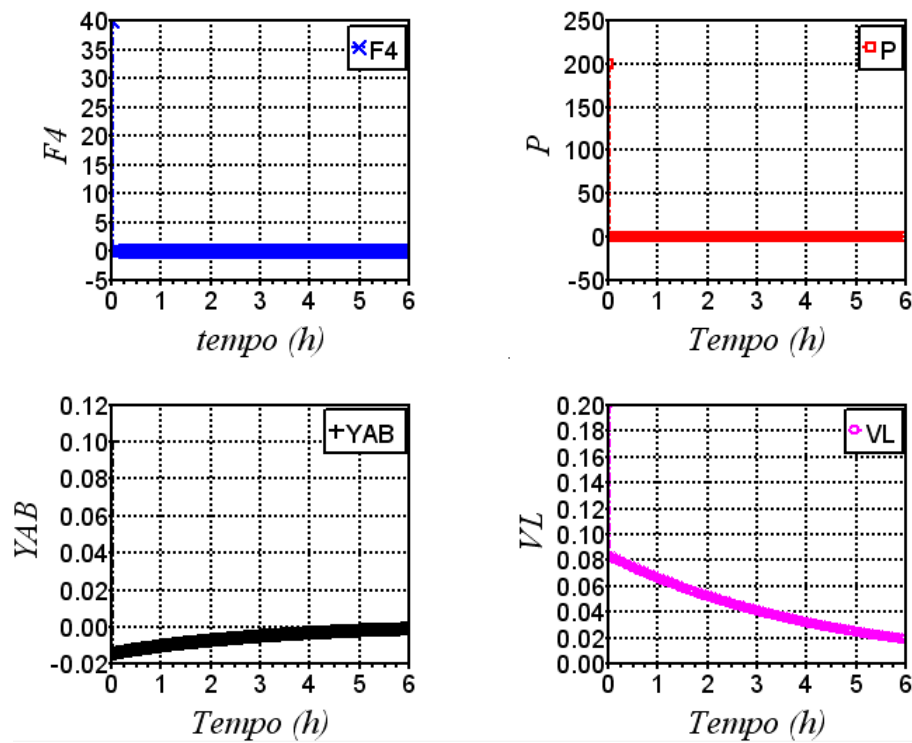 40
35
30
25
20
15
10
5
0
-5
F4
F4
0 1 2 3 4 5 6
tempo (h)
250
200
150
100
50
0
-50
P
P
0 1 2 3 4 5 6
Tempo (h)
0.12
0.10
0.08
0.06
0.04
0.02
0.00
-0.02
YAB
YAB
0 1 2 3 4 5 6
Tempo (h)
0.20
0.18
0.16
0.14
0.12
0.10
0.08
0.06
0.04
0.02
0.00
VL
VL
0 1 2 3 4 5 6
Tempo (h)